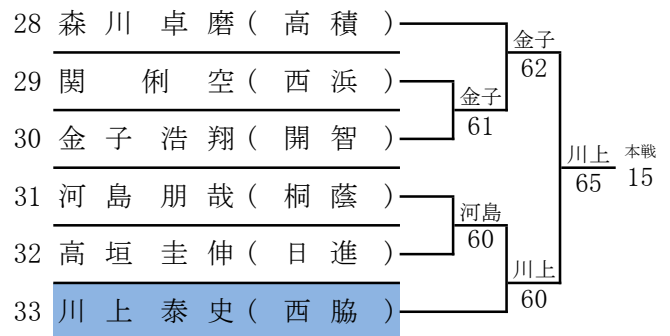 28 森川 卓磨(高積)
29 関 俐空(西浜)
30 金子 浩翔(開智)
31 河島 朋哉(桐蔭)
32 高垣 圭伸(日進)
33 川上 泰史(西脇)
金子
62
金子
61
河島
60
川上
60
川上
65
本戦
15